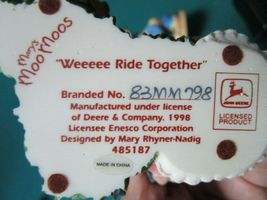 Mary's
Moo Moos
"Weeeee Ride Together"
Branded No. 83MM798
Manufactured under license
of Deere & Company. 1998
Licensee Enesco Corporation
Designed by Mary Rhyner-Nadig
485187
MADE IN CHINA
JOHN DEERE
LICENSED
PRODUCT